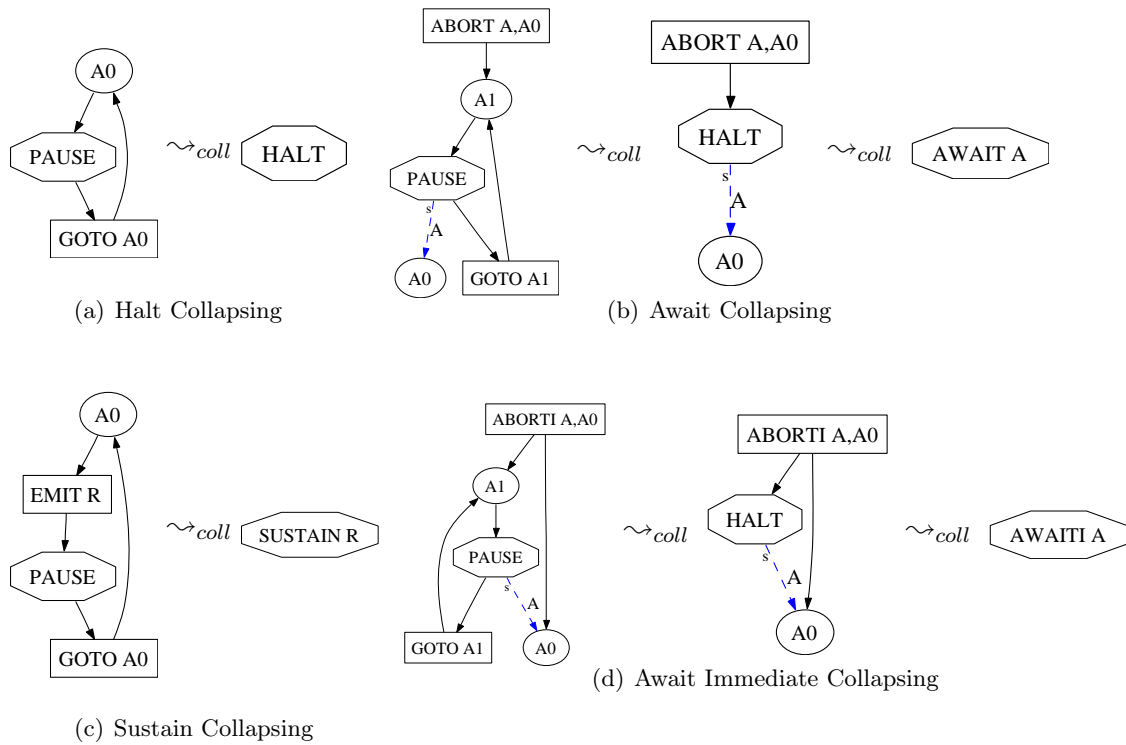 A0
PAUSE
GOTO A0
⇝coll
HALT
(a) Halt Collapsing
ABORT A,A0
A1
PAUSE
s
A
A0
GOTO A1
⇝coll
ABORT A,A0
HALT
s
A
A0
⇝coll
AWAIT A
(b) Await Collapsing
A0
EMIT R
PAUSE
GOTO A0
⇝coll
SUSTAIN R
(c) Sustain Collapsing
ABORTI A,A0
A1
PAUSE
s
A
GOTO A1
A0
⇝coll
ABORTI A,A0
HALT
s
A
A0
⇝coll
AWAITI A
(d) Await Immediate Collapsing